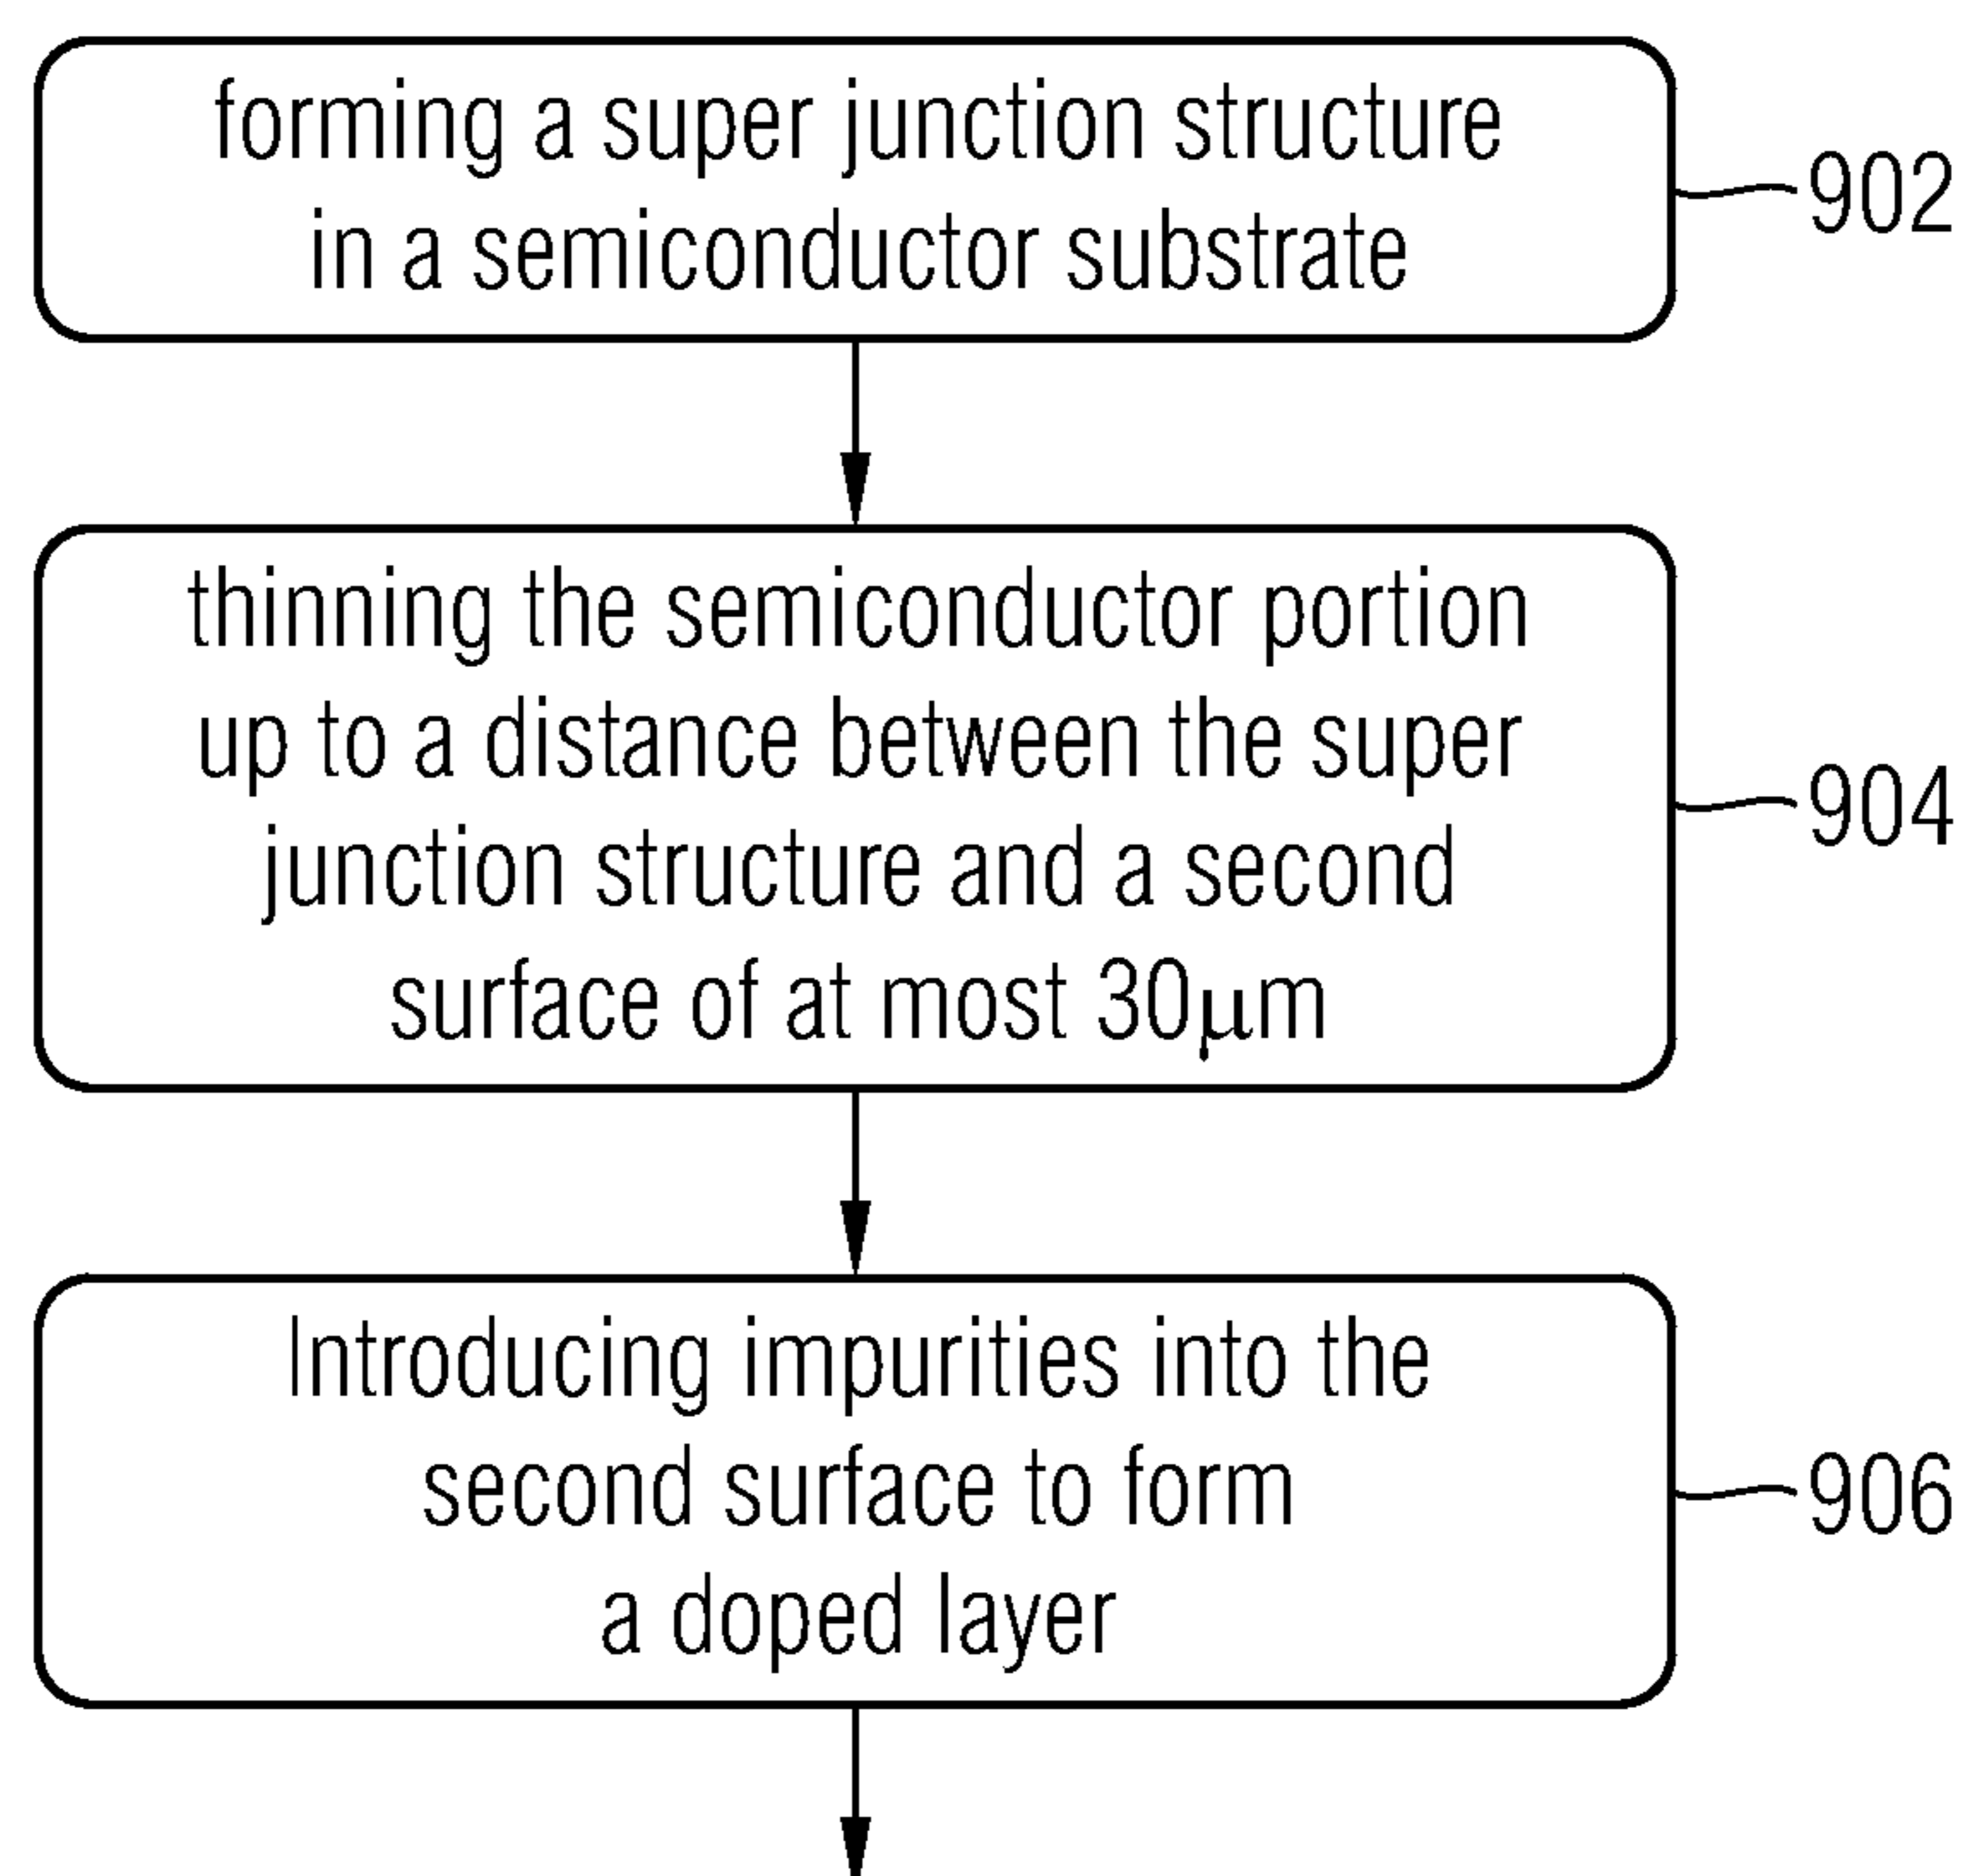 forming a super junction structure
in a semiconductor substrate
902
thinning the semiconductor portion
up to a distance between the super
junction structure and a second
surface of at most 30μm
904
Introducing impurities into the
second surface to form
a doped layer
906